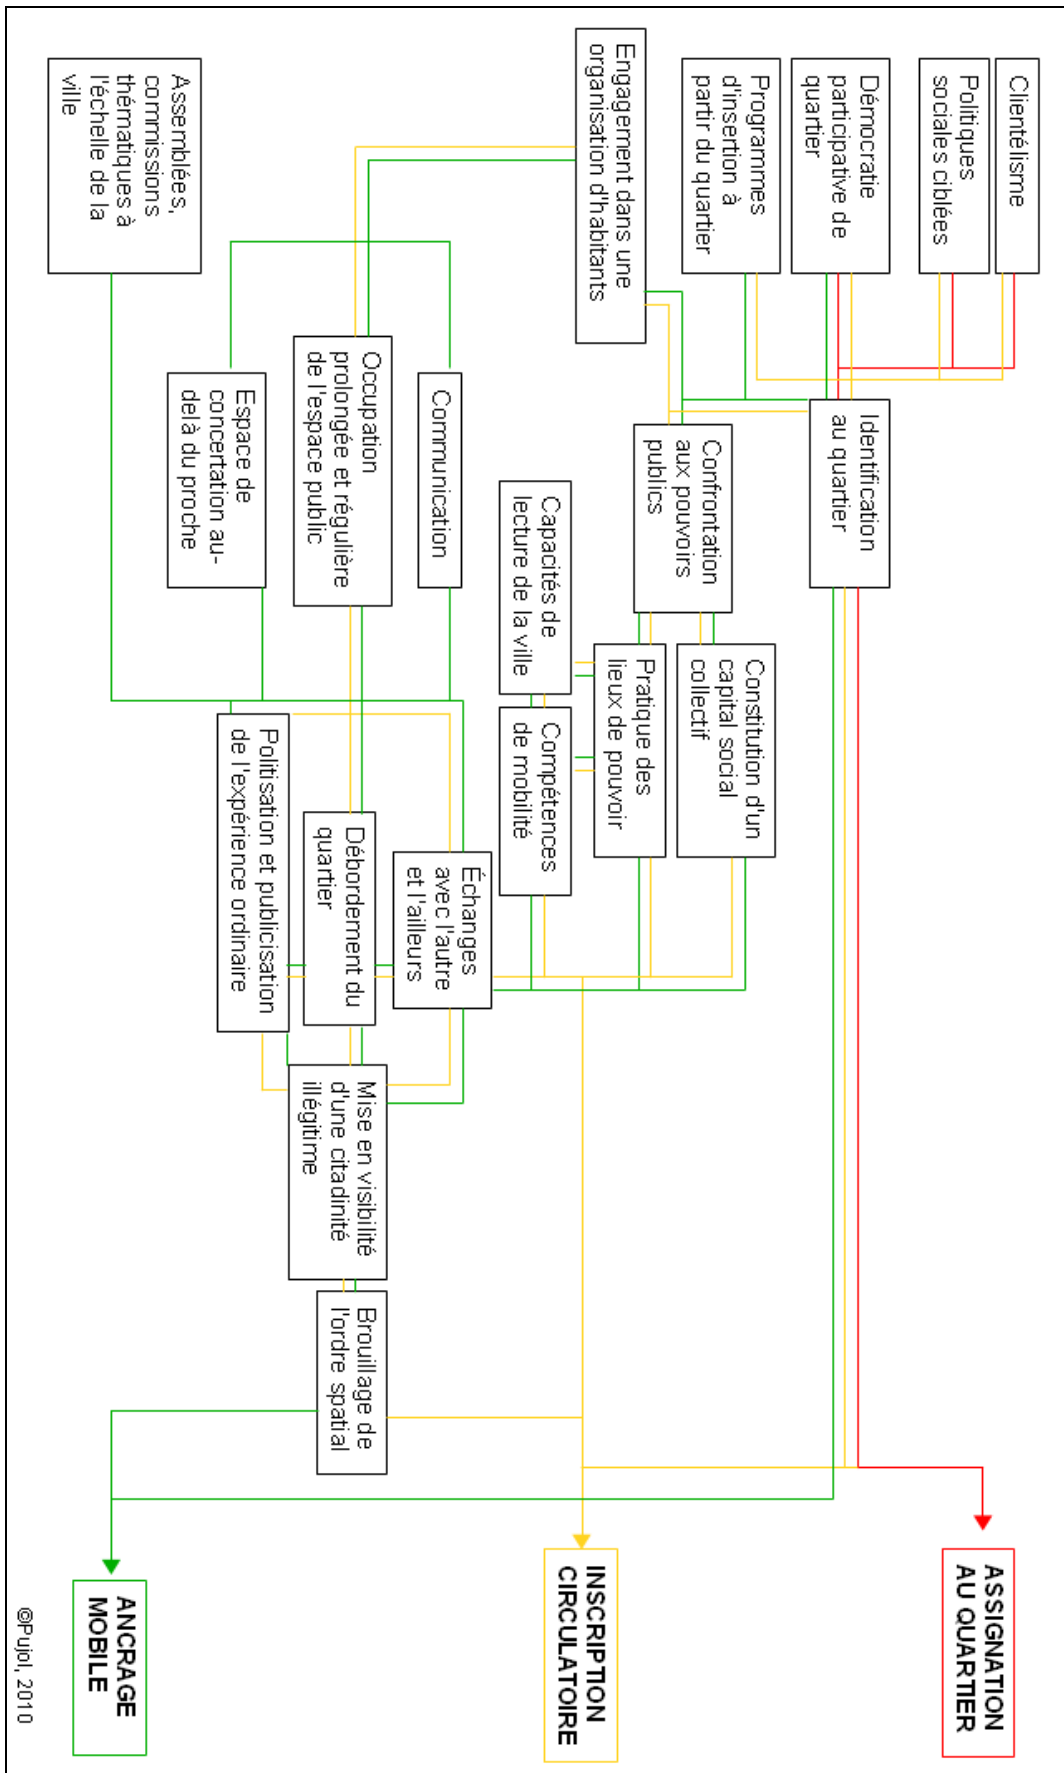 Clientélisme
Politiques
sociales ciblées
Démocratie
participative de
quartier
Programmes
d'insertion à
partir du quartier
Engagement dans une
organisation d'habitants
Assemblées,
commissions
thématiques à
l'échelle de la
ville
Identification
au quartier
Confrontation
aux pouvoirs
publics
Capacités de
lecture de la ville
Communication
Occupation
prolongée et régulière
de l'espace public
Espace de
concertation au-
delà du proche
Constitution d'un
capital social
collectif
Pratique des
lieux de pouvoir
Compétences
de mobilité
Échanges
avec l'autre
et l'ailleurs
Débordement du
quartier
Politisation et publicisation
de l'expérience ordinaire
Mise en visibilité
d'une citadinité
illégitime
Brouillage de
l'ordre spatial
ASSIGNATION
AU QUARTIER
INSCRIPTION
CIRCULATOIRE
ANCRAGE
MOBILE
©Pujol, 2010